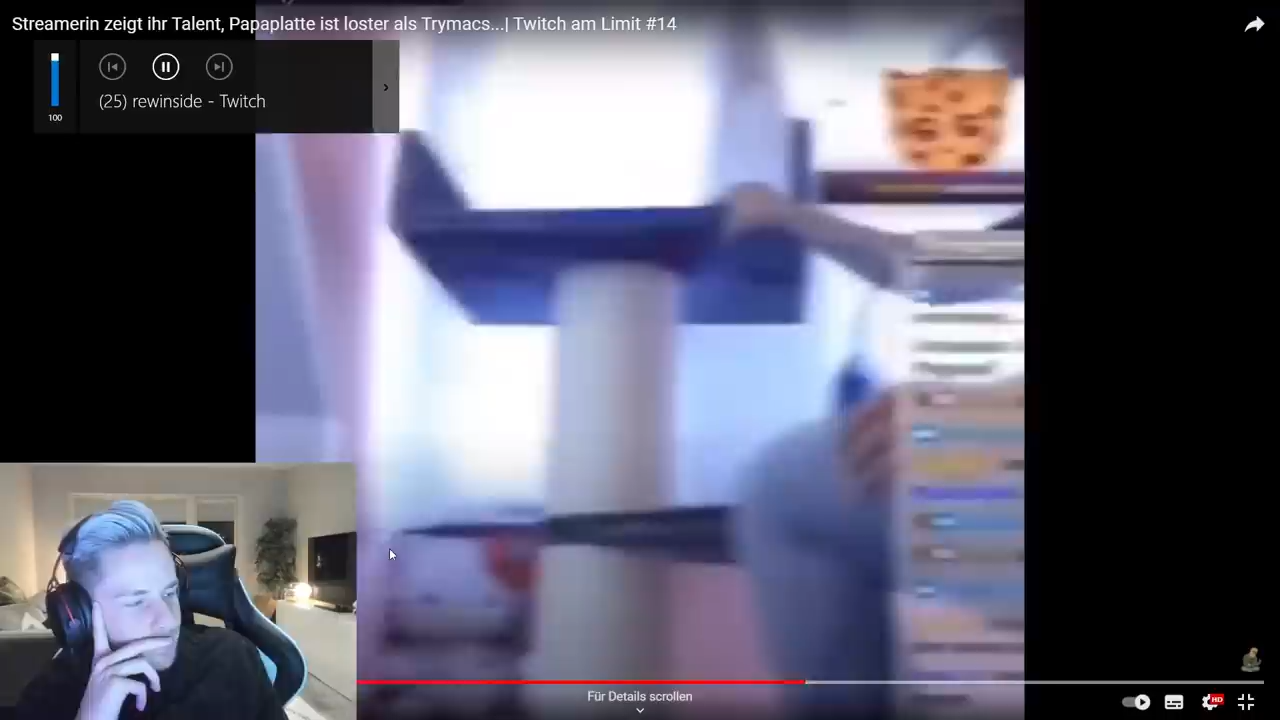 Streamerin zeigt ihr Talent, Papaplatte ist loster als Trymacs...| Twitch am Limit #14
100
(25) rewinside - Twitch
Für Details scrollen
HD